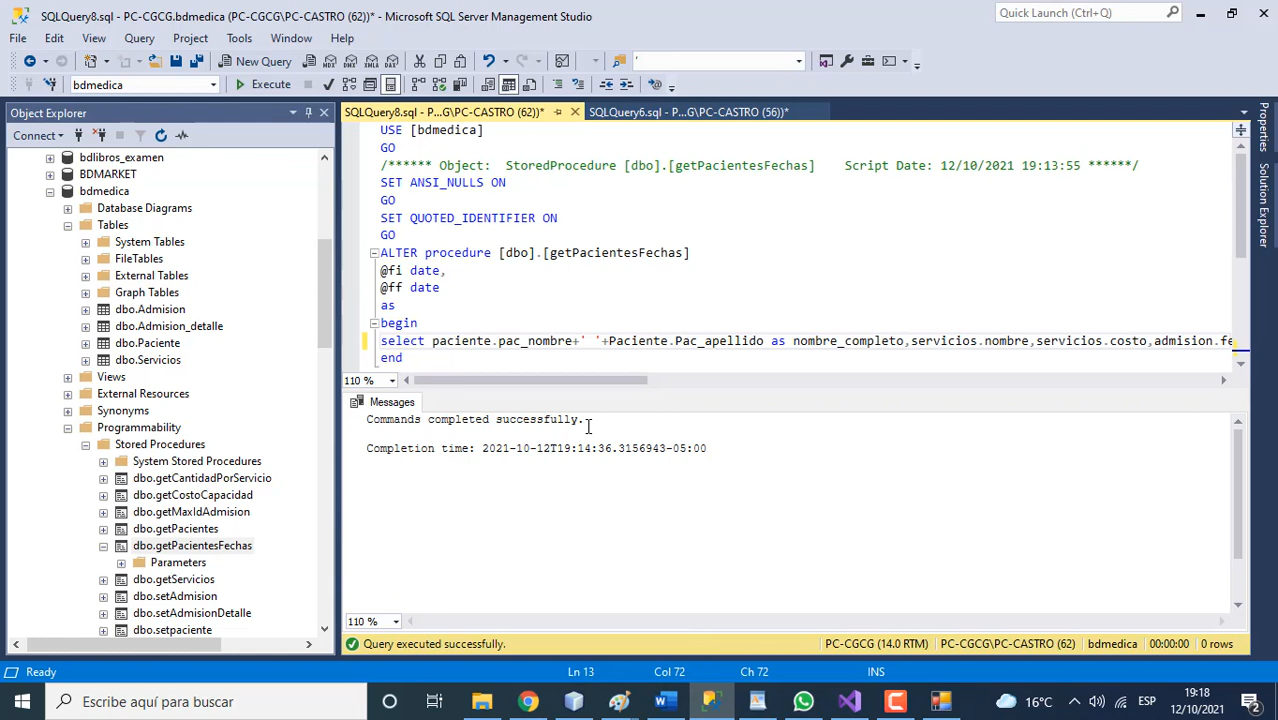 SQLQuery8.sql - PC-CGCG.bdmedica (PC-CGCG\PC-CASTRO (62))* - Microsoft SQL Server Management Studio
Quick Launch (Ctrl+Q)
File Edit View Query Project Tools Window Help
New Query
MDX DMX XMLA DAX
bdmedica
Execute
Object Explorer
Connect
bdlibros_examen
BDMARKET
bdmedica
Database Diagrams
Tables
System Tables
FileTables
External Tables
Graph Tables
dbo.Admision
dbo.Admision_detalle
dbo.Paciente
dbo.Servicios
Views
External Resources
Synonyms
Programmability
Stored Procedures
System Stored Procedures
dbo.getCantidadPorServicio
dbo.getCostoCapacidad
dbo.getMaxIdAdmision
dbo.getPacientes
dbo.getPacientesFechas
Parameters
dbo.getServicios
dbo.setAdmision
dbo.setAdmisionDetalle
dbo.setpaciente
SQLQuery8.sql - P...G\PC-CASTRO (62))*
SQLQuery6.sql - P...G\PC-CASTRO (56))*
USE [bdmedica]
GO
/****** Object:  StoredProcedure [dbo].[getPacientesFechas]    Script Date: 12/10/2021 19:13:55 ******/
SET ANSI_NULLS ON
GO
SET QUOTED_IDENTIFIER ON
GO
ALTER procedure [dbo].[getPacientesFechas]
@fi date,
@ff date
as
begin
select paciente.pac_nombre+' '+Paciente.Pac_apellido as nombre_completo,servicios.nombre,servicios.costo,admision.fe
end
110 %
Messages
Commands completed successfully.
Completion time: 2021-10-12T19:14:36.3156943-05:00
110 %
Query executed successfully.
PC-CGCG (14.0 RTM)
PC-CGCG\PC-CASTRO (62)
bdmedica
00:00:00
0 rows
Properties
Solution Explorer
Ready
Ln 13
Col 72
Ch 72
INS
Escribe aquí para buscar
16°C
ESP
19:18
12/10/2021
2